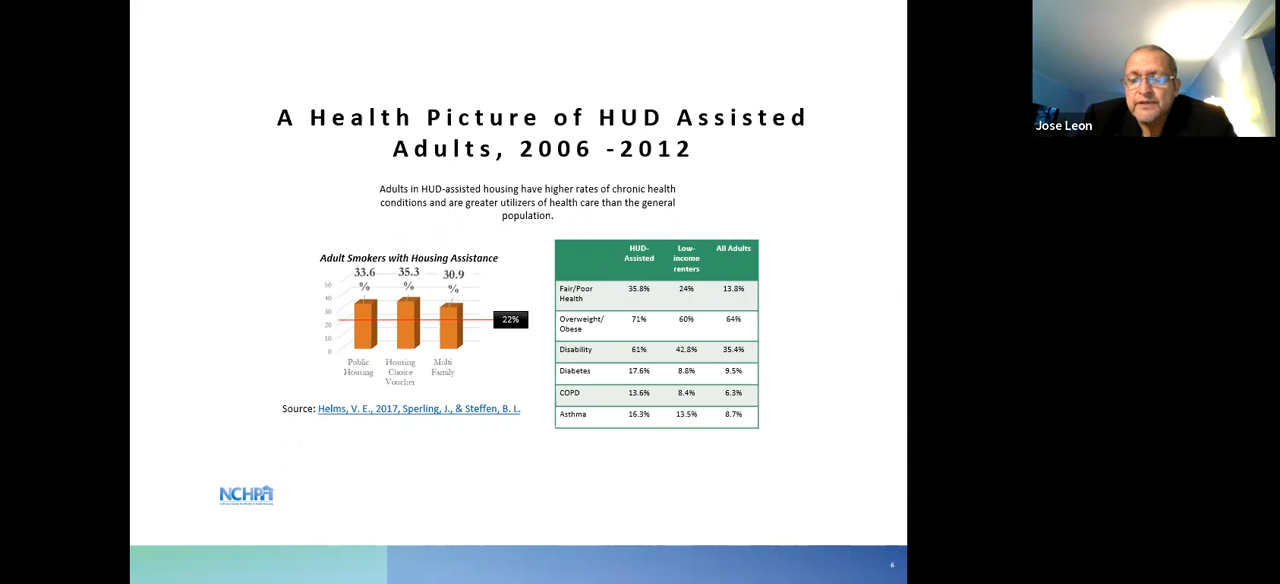 A Health Picture of HUD Assisted
Adults, 2006 -2012
Adults in HUD-assisted housing have higher rates of chronic health
conditions and are greater utilizers of health care than the general
population.
Adult Smokers with Housing Assistance
33.6
%
35.3
%
30.9
%
50
40
30
20
10
0
22%
Public
Housing
Housing
Choice
Voucher
Multi
Family
Source: Helms, V. E., 2017, Sperling, J., & Steffen, B. L.
HUD-
Assisted
Low-
income
renters
All Adults
Fair/Poor
Health
35.8%
24%
13.8%
Overweight/
Obese
71%
60%
64%
Disability
61%
42.8%
35.4%
Diabetes
17.6%
8.8%
9.5%
COPD
13.6%
8.4%
6.3%
Asthma
16.3%
13.5%
8.7%
NCHPH
6
Jose Leon